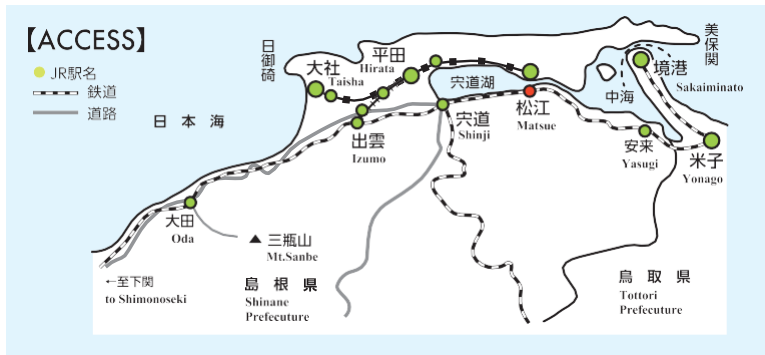 【ACCESS】
JR駅名
鉄道
道路
日本海
日御碕
美保関
大社
Taisha
平田
Hirata
宍道湖
中海
境港
Sakaiminato
出雲
Izumo
宍道
Shinji
松江
Matsue
安来
Yasugi
米子
Yonago
大田
Oda
▲ 三瓶山
Mt.Sanbe
←至下関
to Shimonoseki
島根県
Shinane
Prefecuture
鳥取県
Tottori
Prefecuture